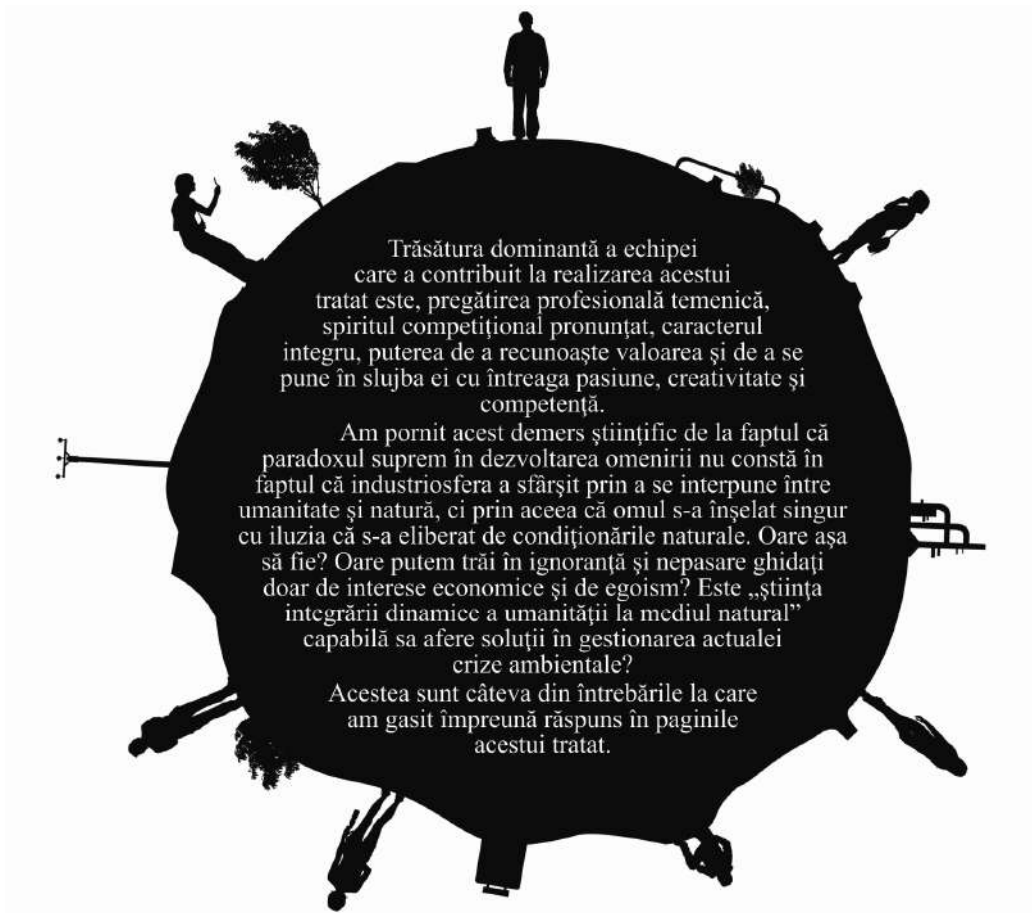 Trăsătura dominantă a echipei
care a contribuit la realizarea acestui
tratat este, pregătirea profesională temenică,
spiritul competiţional pronunţat, caracterul
integru, puterea de a recunoaşte valoarea şi de a se
pune în slujba ei cu întreaga pasiune, creativitate şi
competenţă.
Am pornit acest demers ştiinţific de la faptul că
paradoxul suprem în dezvoltarea omenirii nu constă în
faptul că industriosfera a sfârşit prin a se interpune între
umanitate şi natură, ci prin aceea că omul s-a înşelat singur
cu iluzia că s-a eliberat de condiţionările naturale. Oare aşa
să fie? Oare putem trăi în ignoranţă şi nepasare ghidaţi
doar de interese economice şi de egoism? Este „ştiinţa
integrării dinamice a umanităţii la mediul natural”
capabilă sa afere soluţii în gestionarea actualei
crize ambientale?
Acestea sunt câteva din întrebările la care
am gasit împreună răspuns în paginile
acestui tratat.